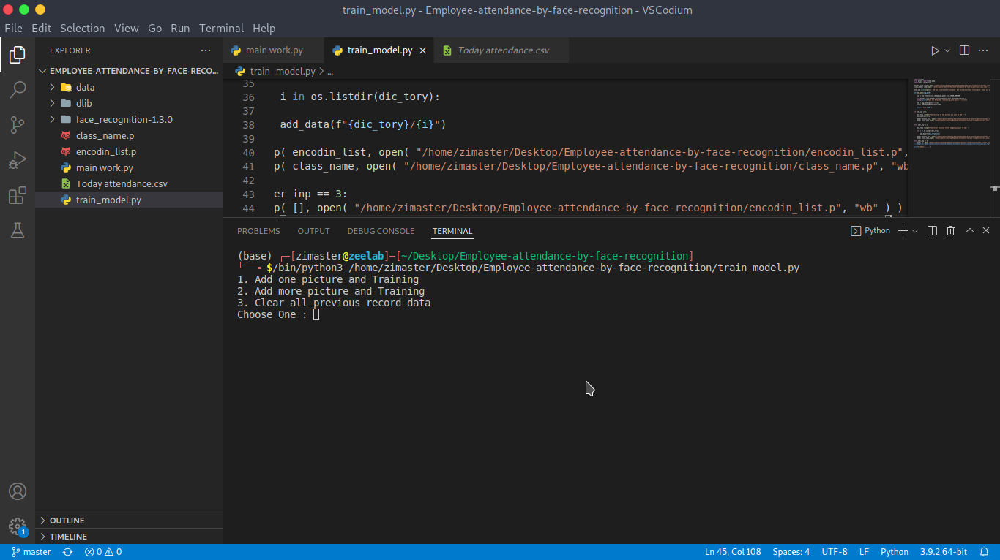 train_model.py - Employee-attendance-by-face-recognition - VSCodium
File Edit Selection View Go Run Terminal Help
EXPLORER
EMPLOYEE-ATTENDANCE-BY-FACE-RECO...
data
dlib
face_recognition-1.3.0
class_name.p
encodin_list.p
main work.py
Today attendance.csv
train_model.py
OUTLINE
TIMELINE
main work.py train_model.py Today attendance.csv
train_model.py > ...
35
36 i in os.listdir(dic_tory):
37
38 add_data(f"{dic_tory}/{i}")
39
40 p( encodin_list, open( "/home/zimaster/Desktop/Employee-attendance-by-face-recognition/encodin_list.p",
41 p( class_name, open( "/home/zimaster/Desktop/Employee-attendance-by-face-recognition/class_name.p", "wb
42
43 er_inp == 3:
44 p( [], open( "/home/zimaster/Desktop/Employee-attendance-by-face-recognition/encodin_list.p", "wb" ) )
PROBLEMS OUTPUT DEBUG CONSOLE TERMINAL
Python
(base) ┌─[zimaster@zeelab]─[~/Desktop/Employee-attendance-by-face-recognition]
└──╼ $/bin/python3 /home/zimaster/Desktop/Employee-attendance-by-face-recognition/train_model.py
1. Add one picture and Training
2. Add more picture and Training
3. Clear all previous record data
Choose One :
1
master 0 0 Ln 45, Col 108 Spaces: 4 UTF-8 LF Python 3.9.2 64-bit